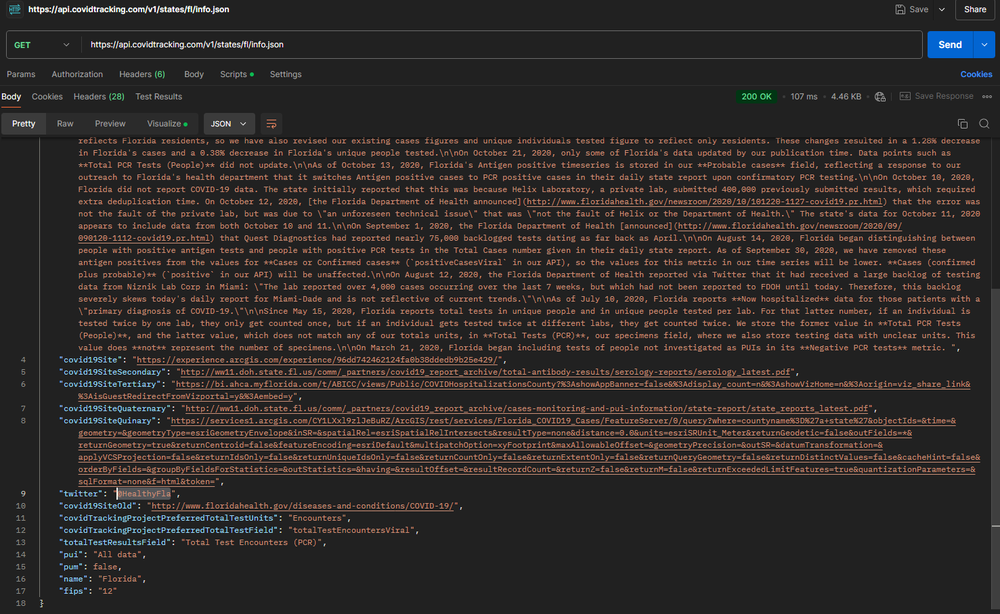 HTTP https://api.covidtracking.com/v1/states/fl/info.json Save Share
GET https://api.covidtracking.com/v1/states/fl/info.json Send
Params Authorization Headers (6) Body Scripts Settings Cookies
Body Cookies Headers (28) Test Results 200 OK 107 ms 4.46 KB Save Response
Pretty Raw Preview Visualize JSON
reflects Florida residents, so we have also revised our existing cases figures and unique individuals tested figure to reflect only residents. These changes resulted in a 1.28% decrease
in Florida's cases and a 0.38% decrease in Florida's unique people tested.\n\nOn October 21, 2020, only some of Florida's data updated by our publication time. Data points such as
**Total PCR Tests (People)** did not update.\n\nAs of October 13, 2020, Florida's Antigen positive timeseries is stored in our **Probable cases** field, reflecting a response to our
outreach to Florida's health department that it switches Antigen positive cases to PCR positive cases in their daily state report upon confirmatory PCR testing.\n\nOn October 10, 2020,
Florida did not report COVID-19 data. The state initially reported that this was because Helix Laboratory, a private lab, submitted 400,000 previously submitted results, which required
extra deduplication time. On October 12, 2020, [the Florida Department of Health announced](http://www.floridahealth.gov/newsroom/2020/10/101220-1127-covid19.pr.html) that the error was
not the fault of the private lab, but was due to \"an unforeseen technical issue\" that was \"not the fault of Helix or the Department of Health.\" The state's data for October 11, 2020
appears to include data from both October 10 and 11.\n\nOn September 1, 2020, the Florida Department of Health [announced](http://www.floridahealth.gov/newsroom/2020/09/
090120-1112-covid19.pr.html) that Quest Diagnostics had reported nearly 75,000 backlogged tests dating as far back as April.\n\nOn August 14, 2020, Florida began distinguishing between
people with positive antigen tests and people with positive PCR tests in the Total Cases number given in their daily state report. As of September 30, 2020, we have removed these
antigen positives from the values for **Cases or Confirmed cases** (`positiveCasesViral` in our API), so the values for this metric in our time series will be lower. **Cases (confirmed
plus probable)** (`positive` in our API) will be unaffected.\n\nOn August 12, 2020, the Florida Department of Health reported via Twitter that it had received a large backlog of testing
data from Niznik Lab Corp in Miami: \"The lab reported over 4,000 cases occurring over the last 7 weeks, but which had not been reported to FDOH until today. Therefore, this backlog
severely skews today's daily report for Miami-Dade and is not reflective of current trends.\"\n\nAs of July 10, 2020, Florida reports **Now hospitalized** data for those patients with a
\"primary diagnosis of COVID-19.\"\n\nSince May 15, 2020, Florida reports total tests in unique people and in unique people tested per lab. For that latter number, if an individual is
tested twice by one lab, they only get counted once, but if an individual gets tested twice at different labs, they get counted twice. We store the former value in **Total PCR Tests
(People)**, and the latter value, which does not match any of our totals units, in **Total Tests (PCR)**, our specimens field, where we also store testing data with unclear units. This
value does **not** represent the number of specimens.\n\nOn March 21, 2020, Florida began including tests of people not investigated as PUIs in its **Negative PCR tests** metric. ",
4 "covid19Site": "https://experience.arcgis.com/experience/96dd742462124fa0b38ddedb9b25e429/",
5 "covid19SiteSecondary": "http://ww11.doh.state.fl.us/comm/_partners/covid19_report_archive/total-antibody-results/serology-reports/serology_latest.pdf",
6 "covid19SiteTertiary": "https://bi.ahca.myflorida.com/t/ABICC/views/Public/COVIDHospitalizationsCounty?%3AshowAppBanner=false&%3Adisplay_count=n&%3AshowVizHome=n&%3Aorigin=viz_share_link&
%3AisGuestRedirectFromVizportal=y&%3Aembed=y",
7 "covid19SiteQuaternary": "http://ww11.doh.state.fl.us/comm/_partners/covid19_report_archive/cases-monitoring-and-pui-information/state-report/state_reports_latest.pdf",
8 "covid19SiteQuinary": "https://services1.arcgis.com/CY1LXxl9zlJeBuRZ/ArcGIS/rest/services/Florida_COVID19_Cases/FeatureServer/0/query?where=countyname%3D%27a+state%27&objectIds=&time=&
geometry=&geometryType=esriGeometryEnvelope&inSR=&spatialRel=esriSpatialRelIntersects&resultType=none&distance=0.0&units=esriSRUnit_Meter&returnGeodetic=false&outFields=*&
returnGeometry=true&returnCentroid=false&featureEncoding=esriDefault&multipatchOption=xyFootprint&maxAllowableOffset=&geometryPrecision=&outSR=&datumTransformation=&
applyVCSProjection=false&returnIdsOnly=false&returnUniqueIdsOnly=false&returnCountOnly=false&returnExtentOnly=false&returnQueryGeometry=false&returnDistinctValues=false&cacheHint=false&
orderByFields=&groupByFieldsForStatistics=&outStatistics=&having=&resultOffset=&resultRecordCount=&returnZ=false&returnM=false&returnExceededLimitFeatures=true&quantizationParameters=&
sqlFormat=none&f=html&token=",
9 "twitter": "@HealthyFla",
10 "covid19SiteOld": "http://www.floridahealth.gov/diseases-and-conditions/COVID-19/",
11 "covidTrackingProjectPreferredTotalTestUnits": "Encounters",
12 "covidTrackingProjectPreferredTotalTestField": "totalTestEncountersViral",
13 "totalTestResultsField": "Total Test Encounters (PCR)",
14 "pui": "All data",
15 "pum": false,
16 "name": "Florida",
17 "fips": "12"
18 }